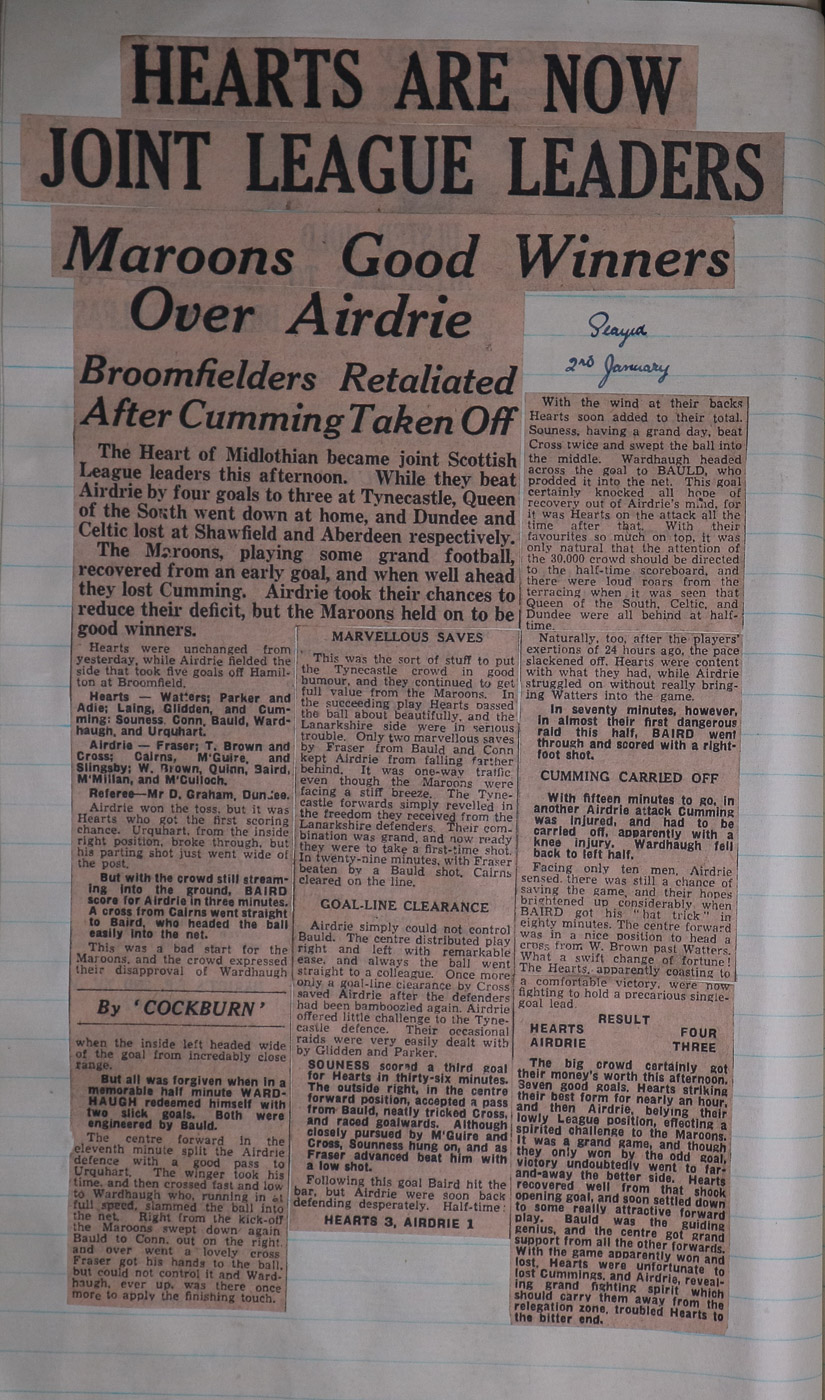 HEARTS ARE NOW
JOINT LEAGUE LEADERS
Maroons Good Winners
Over Airdrie
Broomfielders Retaliated
After Cumming Taken Off
Played
2nd January
The Heart of Midlothian became joint Scottish
League leaders this afternoon. While they beat
Airdrie by four goals to three at Tynecastle, Queen
of the South went down at home, and Dundee and
Celtic lost at Shawfield and Aberdeen respectively.
The Maroons, playing some grand football,
recovered from an early goal, and when well ahead
they lost Cumming. Airdrie took their chances to
reduce their deficit, but the Maroons held on to be
good winners.
Hearts were unchanged from
yesterday, while Airdrie fielded the
side that took five goals off Hamil-
ton at Broomfield.
Hearts — Watters; Parker and
Adie; Laing, Glidden, and Cum-
ming; Souness, Conn, Bauld, Ward-
haugh, and Urquhart.
Airdrie — Fraser; T. Brown and
Cross; Cairns, M'Guire, and
Slingsby; W. Brown, Quinn, Baird,
M'Millan, and M'Culloch.
Referee—Mr D. Graham, Dundee.
Airdrie won the toss, but it was
Hearts who got the first scoring
chance. Urquhart, from the inside
right position, broke through, but
his parting shot just went wide of
the post.
But with the crowd still stream-
ing into the ground, BAIRD
score for Airdrie in three minutes.
A cross from Cairns went straight
to Baird, who headed the ball
easily into the net.
This was a bad start for the
Maroons, and the crowd expressed
their disapproval of Wardhaugh
By 'COCKBURN'
when the inside left headed wide
of the goal from incredably close
range.
But all was forgiven when in a
memorable half minute WARD-
HAUGH redeemed himself with
two slick goals. Both were
engineered by Bauld.
The centre forward in the
eleventh minute split the Airdrie
defence with a good pass to
Urquhart. The winger took his
time, and then crossed fast and low
to Wardhaugh who, running in at
full speed, slammed the ball into
the net. Right from the kick-off
the Maroons swept down again
Bauld to Conn, out on the right,
and over went a lovely cross.
Fraser got his hands to the ball,
but could not control it and Ward-
haugh, ever up, was there once
more to apply the finishing touch.
MARVELLOUS SAVES
This was the sort of stuff to put
the Tynecastle crowd in good
humour, and they continued to get
full value from the Maroons. In
the succeeding play Hearts passed
the ball about beautifully, and the
Lanarkshire side were in serious
trouble. Only two marvellous saves
by Fraser from Bauld and Conn
kept Airdrie from falling farther
behind. It was one-way traffic
even though the Maroons were
facing a stiff breeze. The Tyne-
castle forwards simply revelled in
the freedom they received from the
Lanarkshire defenders. Their com-
bination was grand, and now ready
they were to take a first-time shot.
In twenty-nine minutes, with Fraser
beaten by a Bauld shot, Cairns
cleared on the line.
GOAL-LINE CLEARANCE
Airdrie simply could not control
Bauld. The centre distributed play
right and left with remarkable
ease, and always the ball went
straight to a colleague. Once more
only a goal-line clearance by Cross
saved Airdrie after the defenders
had been bamboozled again. Airdrie
offered little challenge to the Tyne-
castle defence. Their occasional
raids were very easily dealt with
by Glidden and Parker.
SOUNESS scored a third goal
for Hearts in thirty-six minutes.
The outside right, in the centre
forward position, accepted a pass
from Bauld, neatly tricked Cross,
and raced goalwards. Although
closely pursued by M'Guire and
Cross, Sounness hung on, and as
Fraser advanced beat him with
a low shot.
Following this goal Baird hit the
bar, but Airdrie were soon back
defending desperately. Half-time:
HEARTS 3, AIRDRIE 1
With the wind at their backs
Hearts soon added to their total.
Souness, having a grand day, beat
Cross twice and swept the ball into
the middle. Wardhaugh headed
across the goal to BAULD, who
prodded it into the net. This goal
certainly knocked all hope of
recovery out of Airdrie's mind, for
it was Hearts on the attack all the
time after that. With their
favourites so much on top, it was
only natural that the attention of
the 30,000 crowd should be directed
to the half-time scoreboard, and
there were loud roars from the
terracing when it was seen that
Queen of the South, Celtic, and
Dundee were all behind at half-
time.
Naturally, too, after the players'
exertions of 24 hours ago, the pace
slackened off. Hearts were content
with what they had, while Airdrie
struggled on without really bring-
ing Watters into the game.
In seventy minutes, however,
in almost their first dangerous
raid this half, BAIRD went
through and scored with a right-
foot shot.
CUMMING CARRIED OFF
With fifteen minutes to go, in
another Airdrie attack Cumming
was injured, and had to be
carried off, apparently with a
knee injury. Wardhaugh fell
back to left half.
Facing only ten men, Airdrie
sensed there was still a chance of
saving the game, and their hopes
brightened up considerably when
BAIRD got his "hat trick" in
eighty minutes. The centre forward
was in a nice position to head a
cross from W. Brown past Watters.
What a swift change of fortune!
The Hearts, apparently coasting to
a comfortable victory, were now
fighting to hold a precarious single-
goal lead.
RESULT
HEARTS FOUR
AIRDRIE THREE
The big crowd certainly got
their money's worth this afternoon.
Seven good goals, Hearts striking
their best form for nearly an hour,
and then Airdrie, belying their
lowly League position, effecting a
spirited challenge to the Maroons.
It was a grand game, and though
they only won by the odd goal,
victory undoubtedly went to far-
and-away the better side. Hearts
recovered well from that shook
opening goal, and soon settled down
to some really attractive forward
play. Bauld was the guiding
genius, and the centre got grand
support from all the other forwards.
With the game apparently won and
lost, Hearts were unfortunate to
lost Cummings, and Airdrie, reveal-
ing grand fighting spirit which
should carry them away from the
relegation zone, troubled Hearts to
the bitter end.